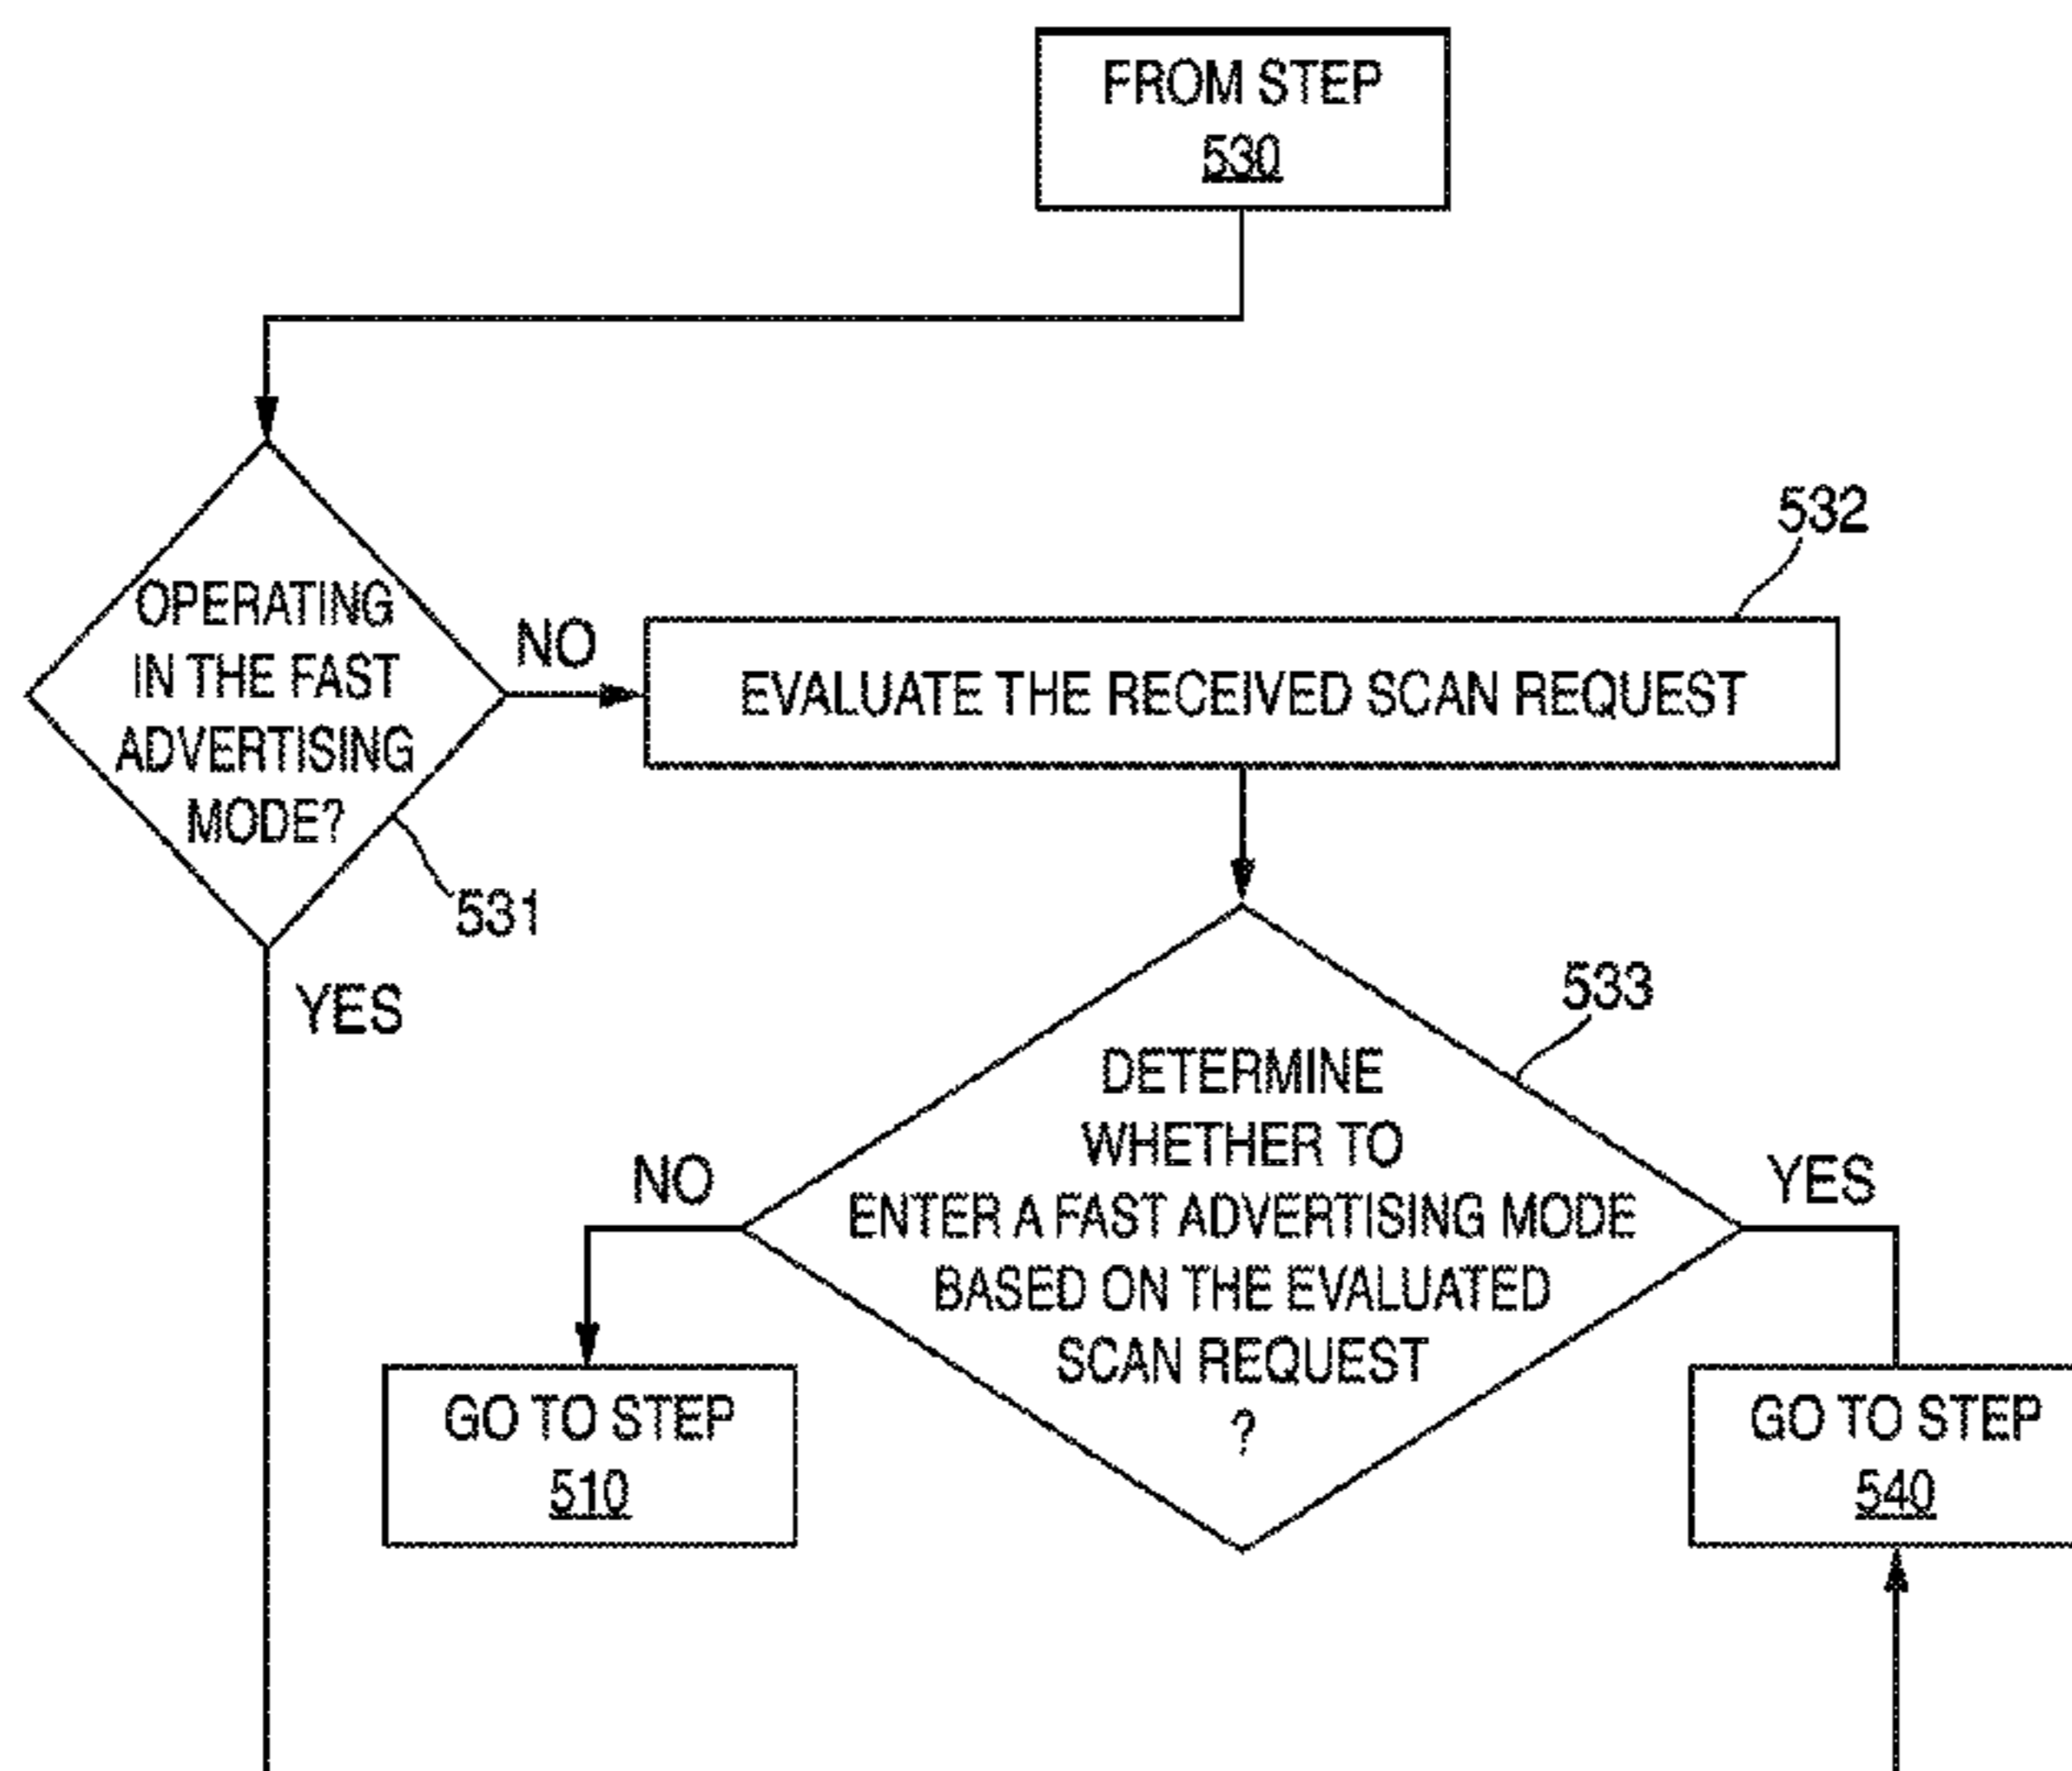 FROM STEP
530
OPERATING
IN THE FAST
ADVERTISING
MODE?
531
NO
YES
532
EVALUATE THE RECEIVED SCAN REQUEST
533
DETERMINE
WHETHER TO
ENTER A FAST ADVERTISING MODE
BASED ON THE EVALUATED
SCAN REQUEST
?
NO
YES
GO TO STEP
510
GO TO STEP
540